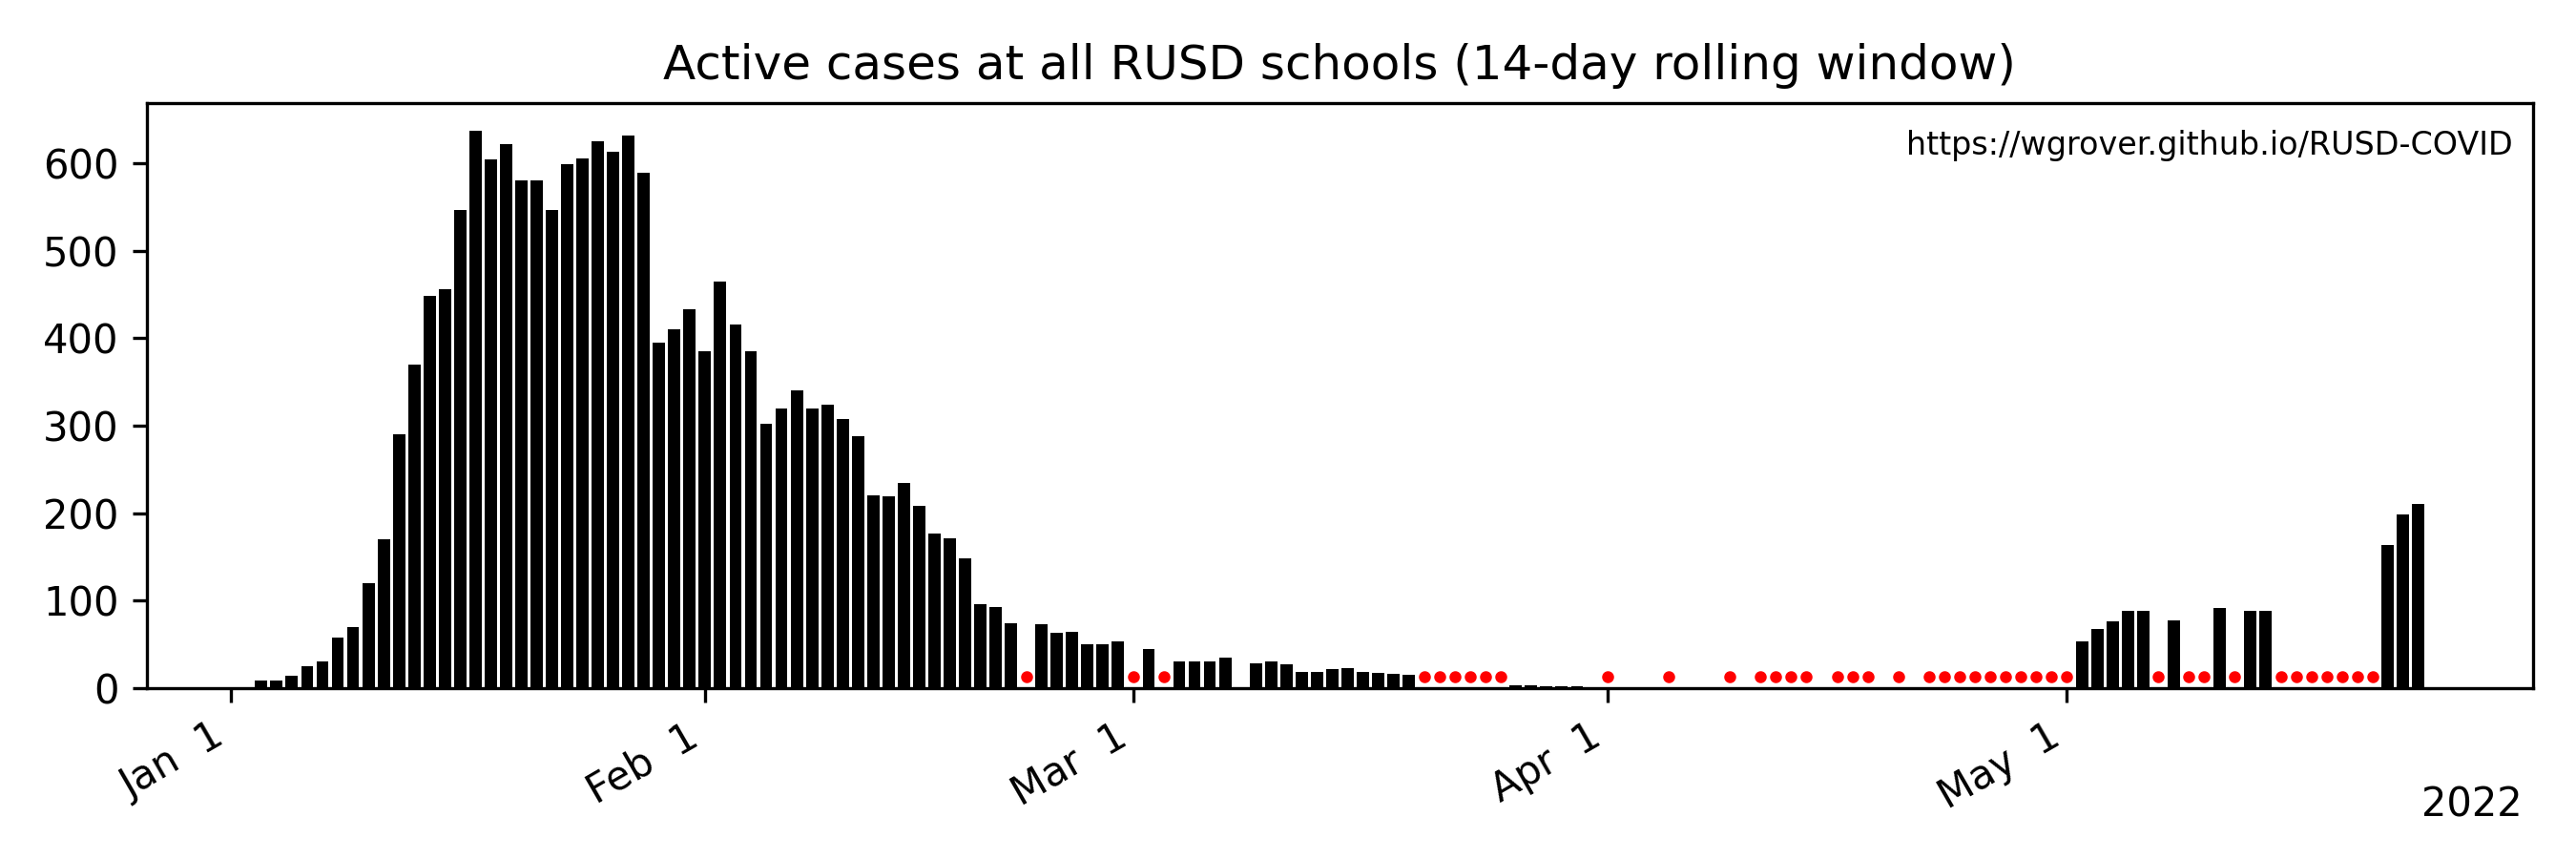 Active cases at all RUSD schools (14-day rolling window)
https://wgrover.github.io/RUSD-COVID
600
500
400
300
200
100
0
Jan 1
Feb 1
Mar 1
Apr 1
May 1
2022